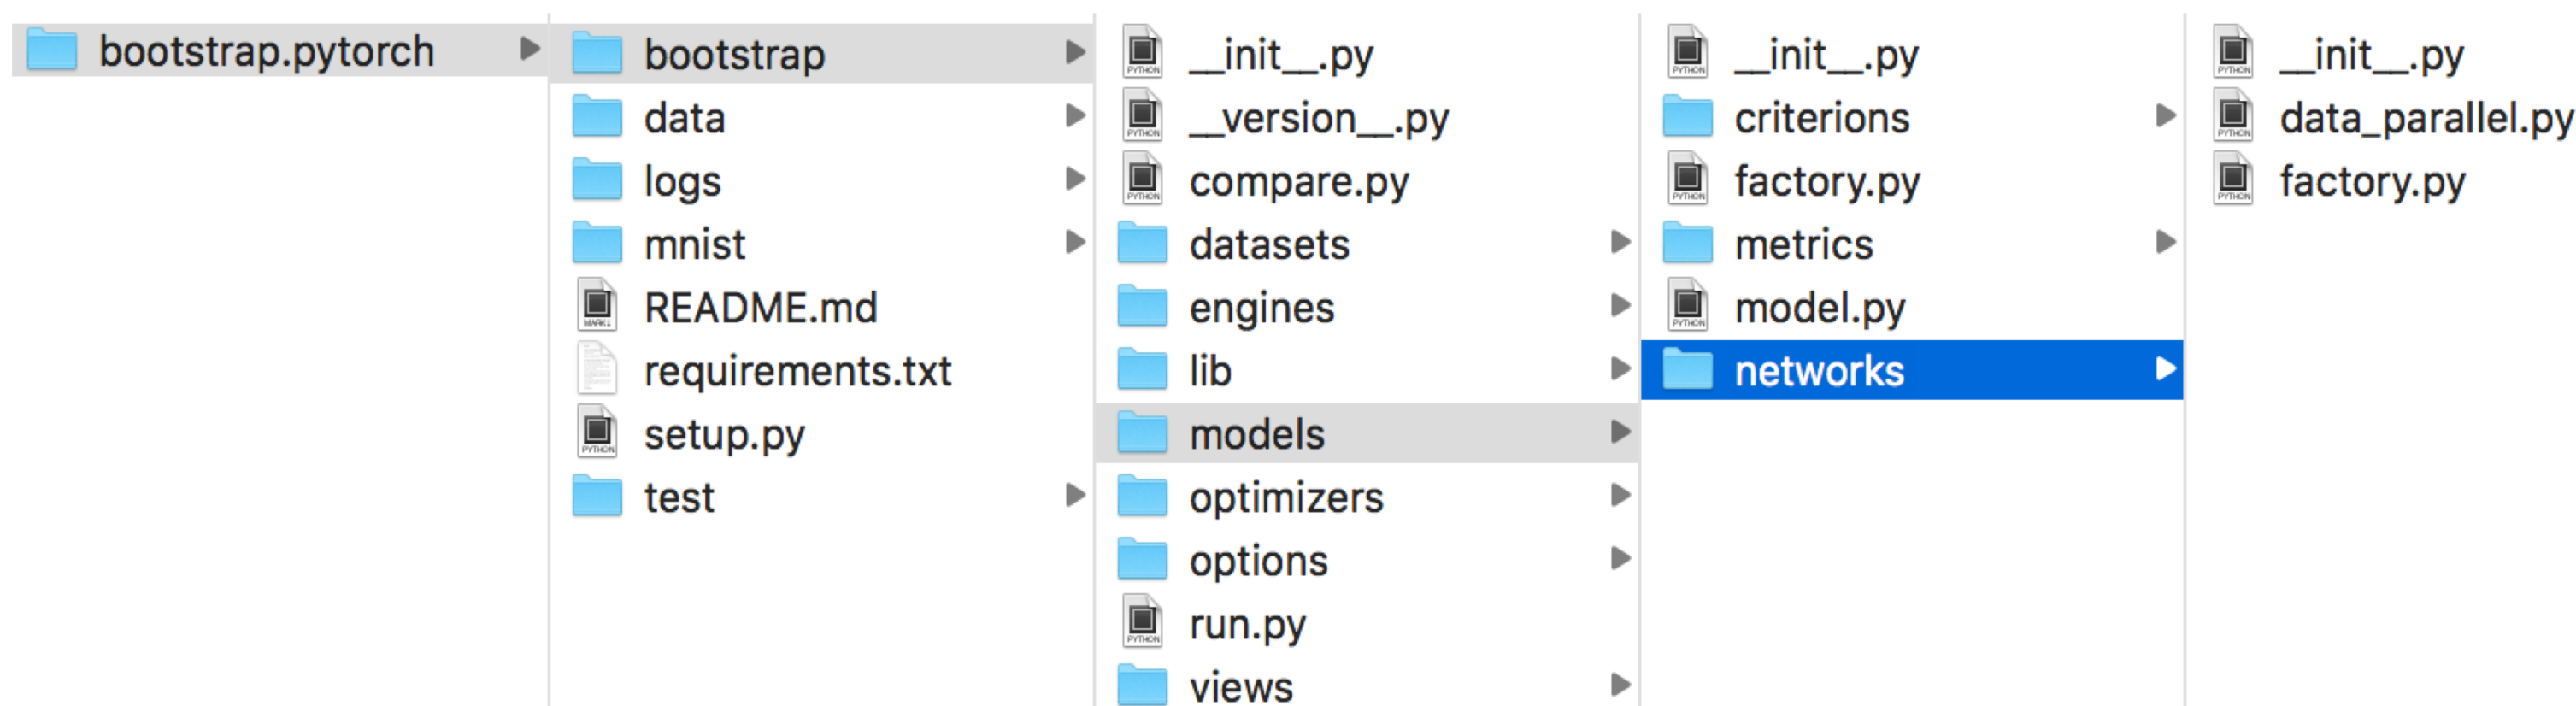 bootstrap.pytorch
bootstrap
data
logs
mnist
README.md
requirements.txt
setup.py
test
__init__.py
__version__.py
compare.py
datasets
engines
lib
models
optimizers
options
run.py
views
__init__.py
criterions
factory.py
metrics
model.py
networks
__init__.py
data_parallel.py
factory.py